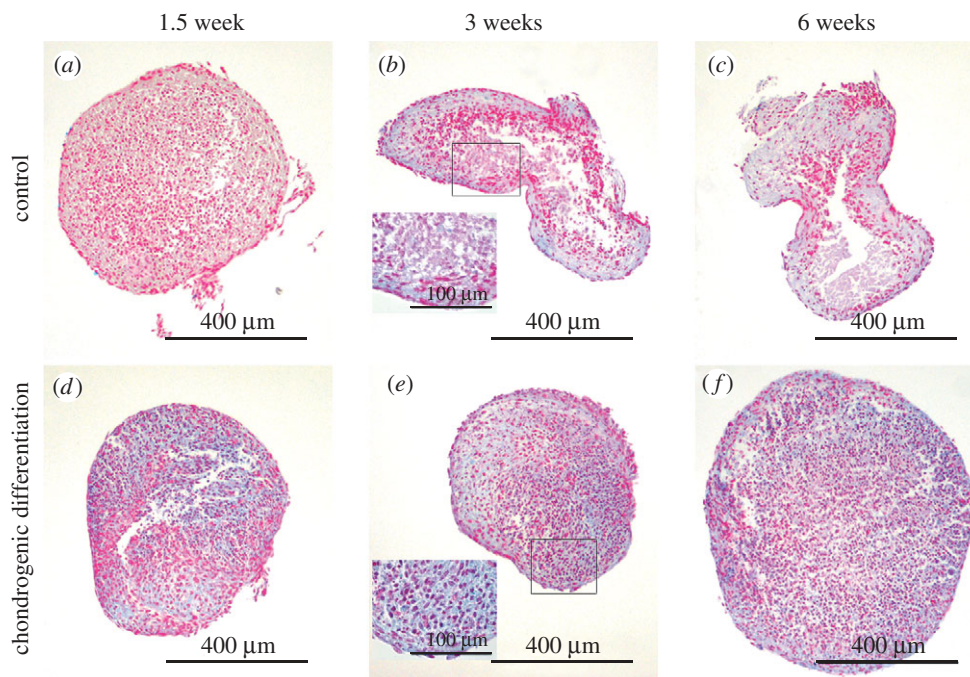 1.5 week 3 weeks 6 weeks
control
(a) (b) (c)
100 µm
400 µm 400 µm 400 µm
chondrogenic differentiation
(d) (e) (f)
100 µm
400 µm 400 µm 400 µm